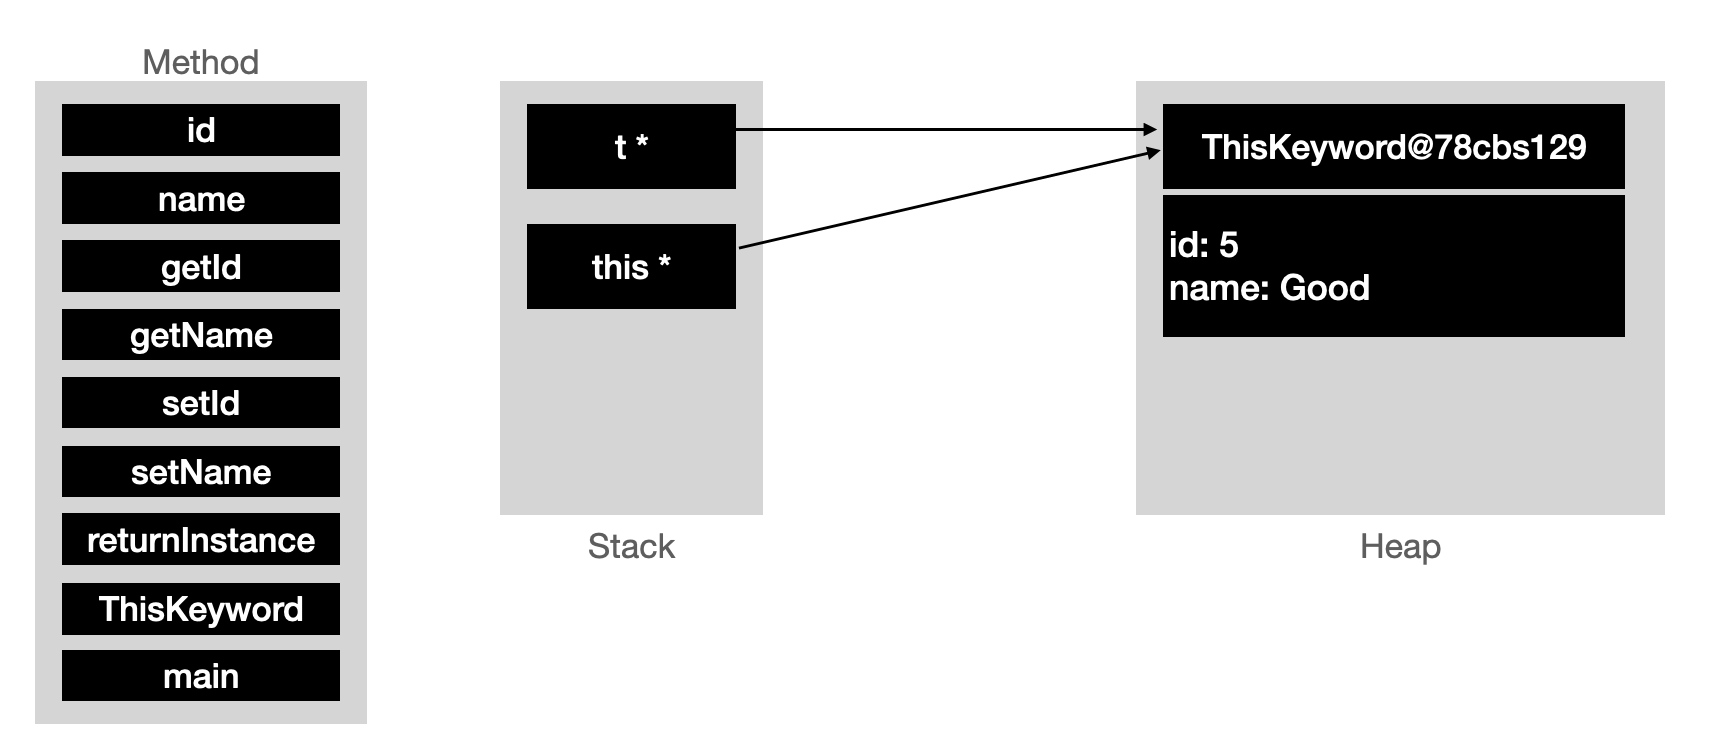 Method
id
name
getId
getName
setId
setName
returnInstance
ThisKeyword
main
t *
this *
Stack
ThisKeyword@78cbs129
id: 5
name: Good
Heap